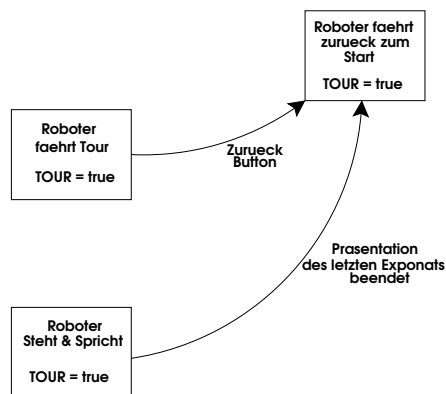 Roboter faehrt
zurueck zum
Start
TOUR = true
Roboter
faehrt Tour
TOUR = true
Zurueck
Button
Prasentation
des letzten Exponats
beendet
Roboter
Steht & Spricht
TOUR = true